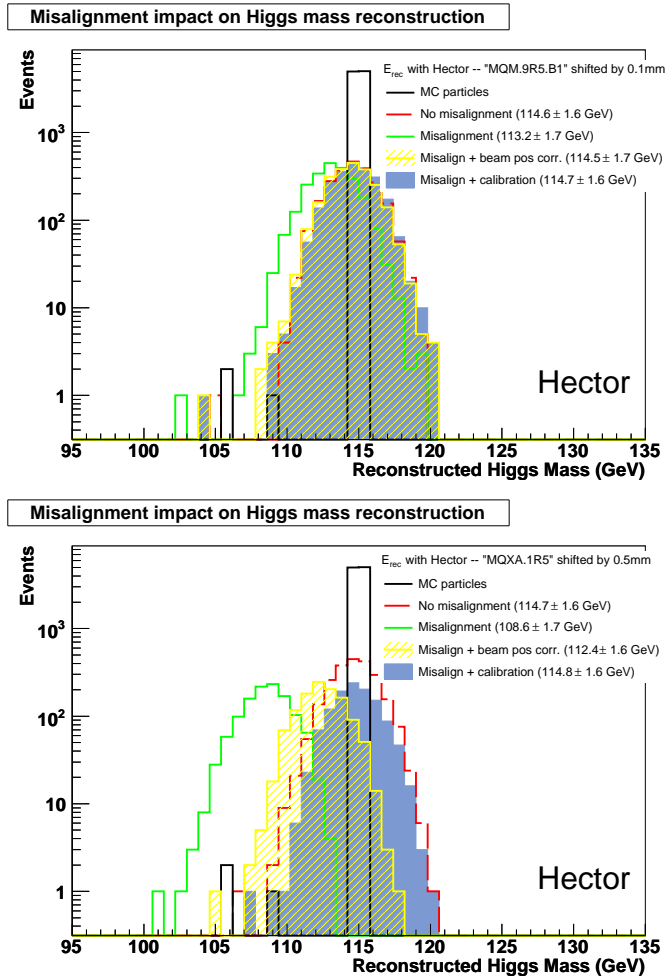 Misalignment impact on Higgs mass reconstruction
Events
E_rec with Hector -- "MQM.9R5.B1" shifted by 0.1mm
MC particles
No misalignment (114.6 ± 1.6 GeV)
Misalignment (113.2 ± 1.7 GeV)
Misalign + beam pos corr. (114.5 ± 1.7 GeV)
Misalign + calibration (114.7 ± 1.6 GeV)
10^3
10^2
10
1
Hector
95 100 105 110 115 120 125 130 135
Reconstructed Higgs Mass (GeV)
Misalignment impact on Higgs mass reconstruction
Events
E_rec with Hector -- "MQXA.1R5" shifted by 0.5mm
MC particles
No misalignment (114.7 ± 1.6 GeV)
Misalignment (108.6 ± 1.7 GeV)
Misalign + beam pos corr. (112.4 ± 1.6 GeV)
Misalign + calibration (114.8 ± 1.6 GeV)
10^3
10^2
10
1
Hector
95 100 105 110 115 120 125 130 135
Reconstructed Higgs Mass (GeV)